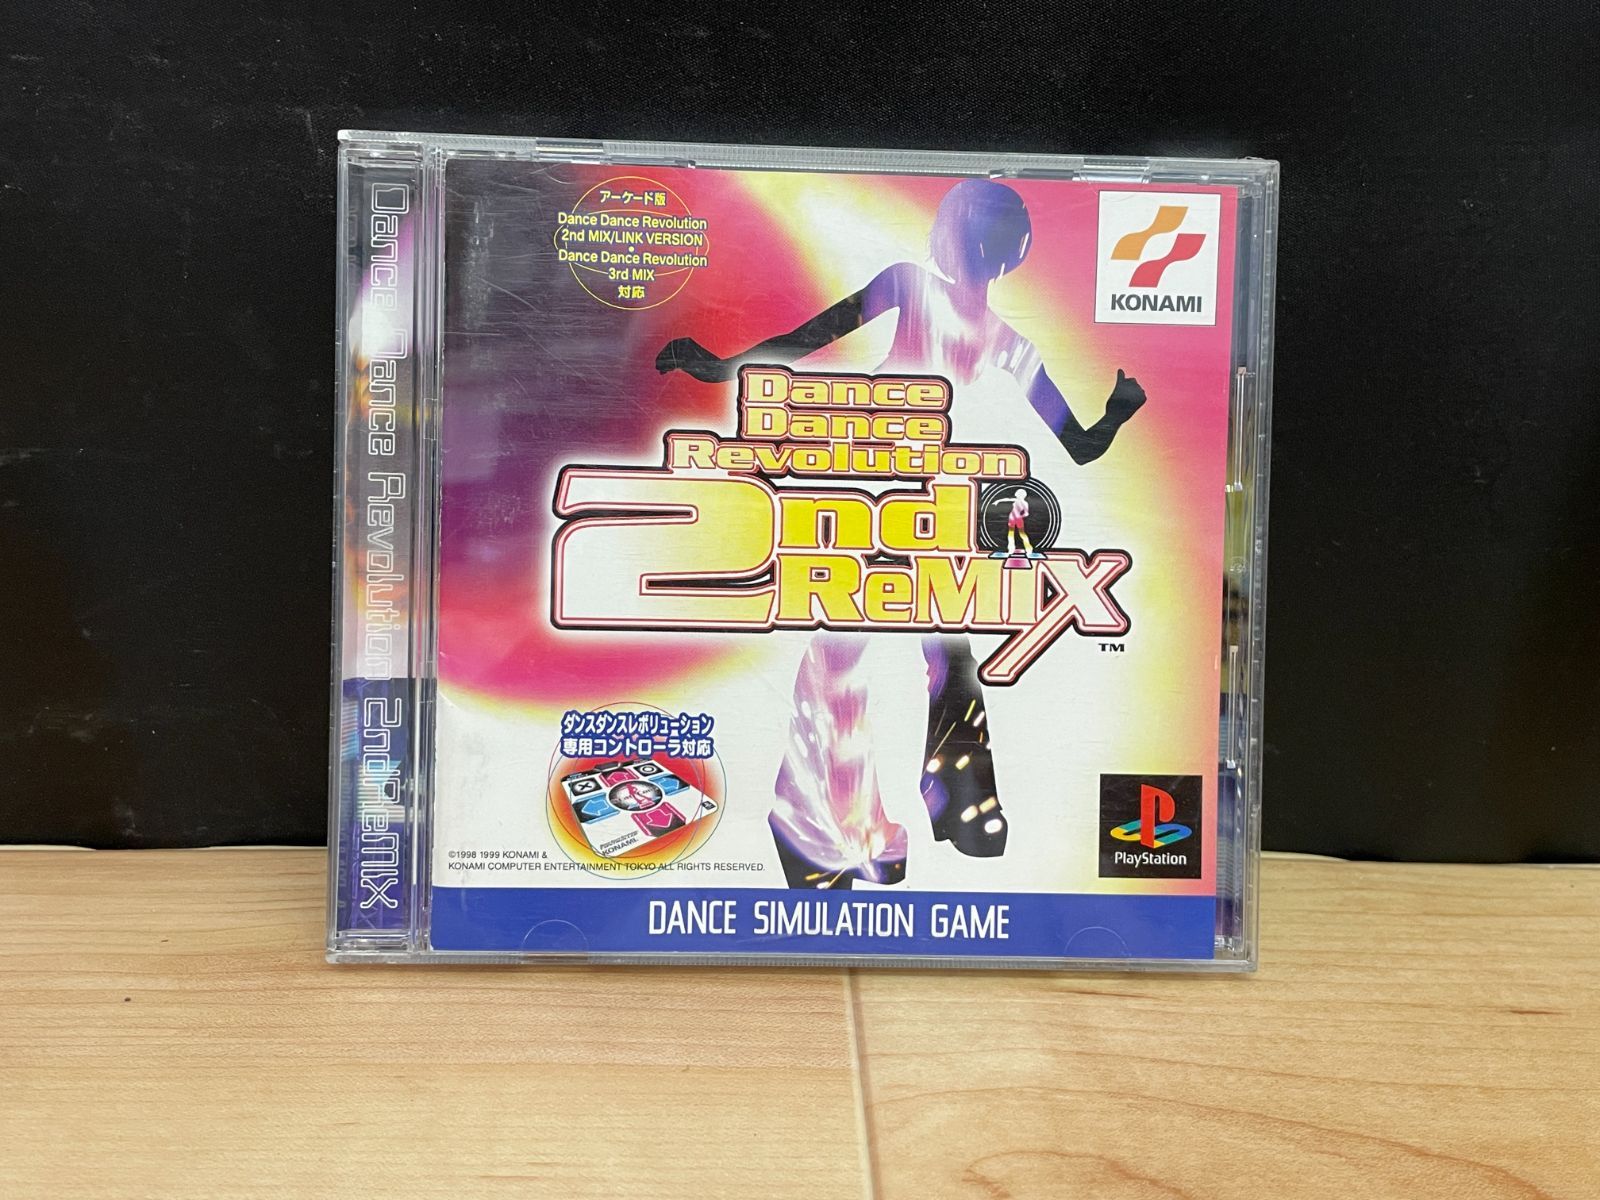 Dance Dance Revolution 2ndReMIX
アーケード版
Dance Dance Revolution
2nd MIX/LINK VERSION
•
Dance Dance Revolution
3rd MIX
対応
KONAMI
Dance
Dance
Revolution
2nd
ReMIX
TM
ダンスダンスレボリューション
専用コントローラ対応
KONAMI
©1998 1999 KONAMI &
KONAMI COMPUTER ENTERTAINMENT TOKYO ALL RIGHTS RESERVED.
PlayStation
DANCE SIMULATION GAME